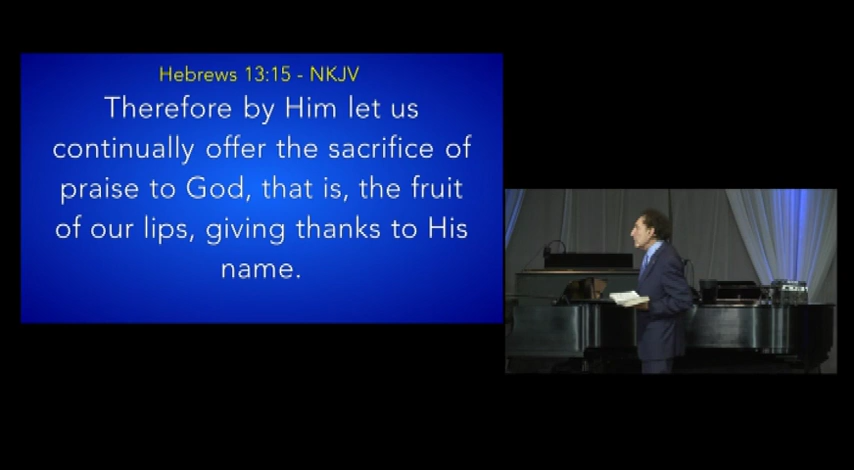 Hebrews 13:15 - NKJV
Therefore by Him let us
continually offer the sacrifice of
praise to God, that is, the fruit
of our lips, giving thanks to His
name.